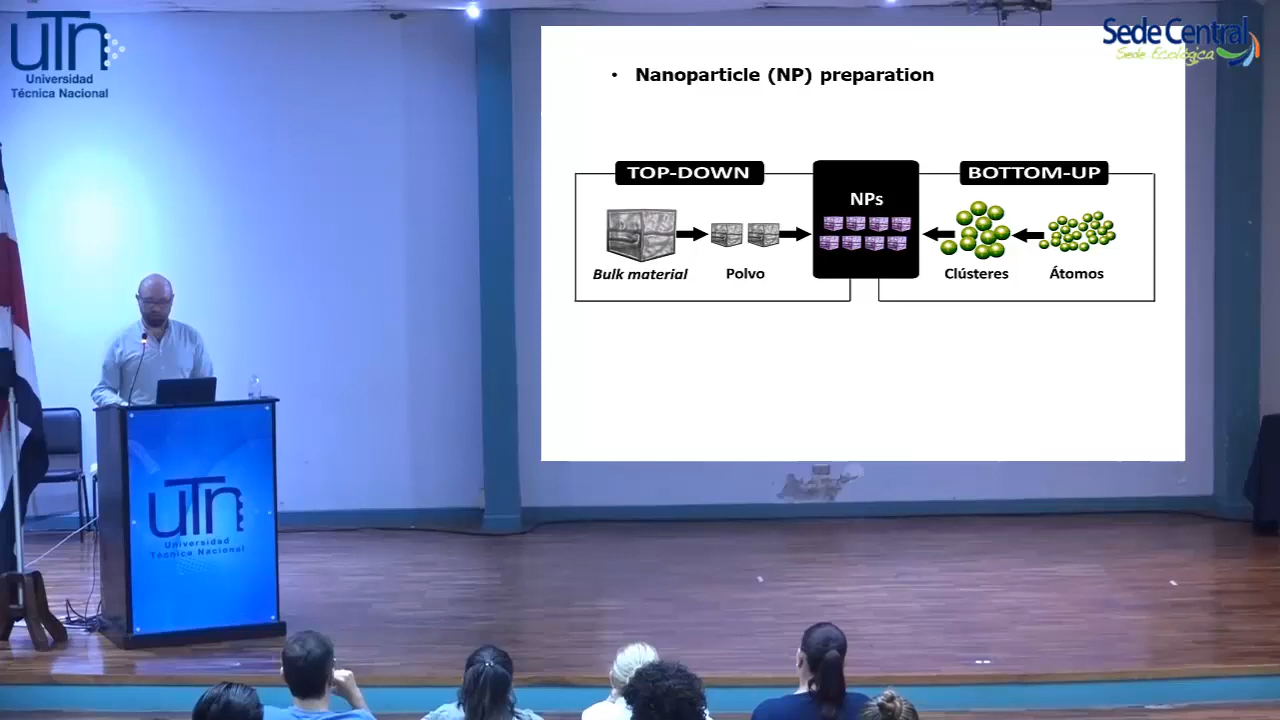 uTn
Universidad
Técnica Nacional
Sede Central
Sede Ecológica
• Nanoparticle (NP) preparation
TOP-DOWN
BOTTOM-UP
NPs
Bulk material
Polvo
Clústeres
Átomos
uTn
Universidad
Técnica Nacional